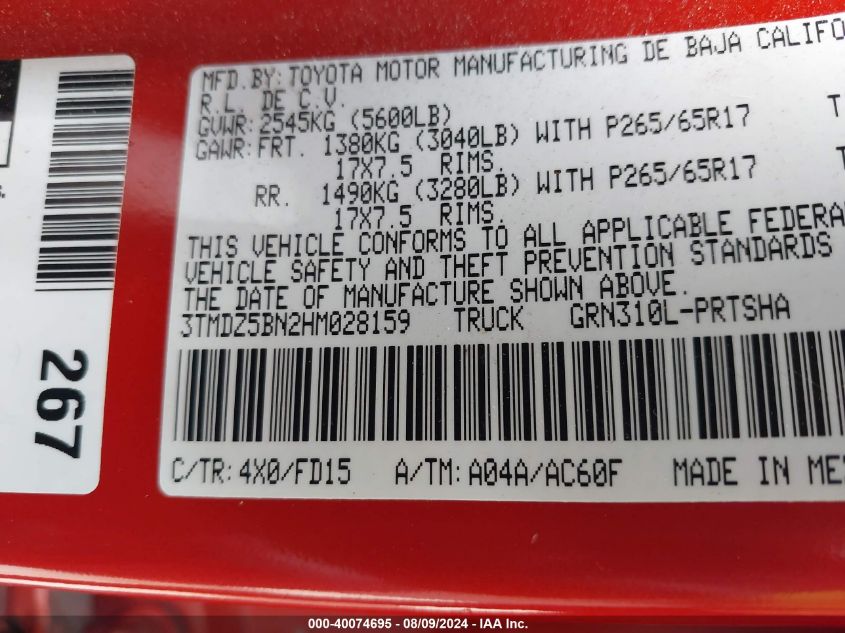 MFD.BY:TOYOTA MOTOR MANUFACTURING DE BAJA CALIFO
R.L. DE C.V.
GVWR:2545KG (5600LB)
GAWR:FRT. 1380KG (3040LB) WITH P265/65R17 T
17X7.5 RIMS.
RR. 1490KG (3280LB) WITH P265/65R17
17X7.5 RIMS.
THIS VEHICLE CONFORMS TO ALL APPLICABLE FEDERA
VEHICLE SAFETY AND THEFT PREVENTION STANDARDS
THE DATE OF MANUFACTURE SHOWN ABOVE.
3TMDZ5BN2HM028159 TRUCK GRN310L-PRTSHA
C/TR:4X0/FD15 A/TM:A04A/AC60F MADE IN ME
267
000-40074695 - 08/09/2024 - IAA Inc.